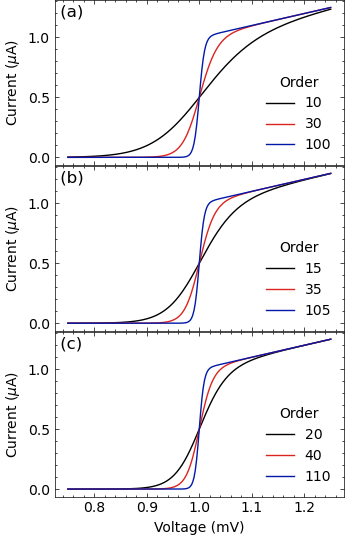 (a)
Current (μA)
1.0
0.5
0.0
Order
10
30
100
(b)
Current (μA)
1.0
0.5
0.0
Order
15
35
105
(c)
Current (μA)
1.0
0.5
0.0
Order
20
40
110
0.8 0.9 1.0 1.1 1.2
Voltage (mV)